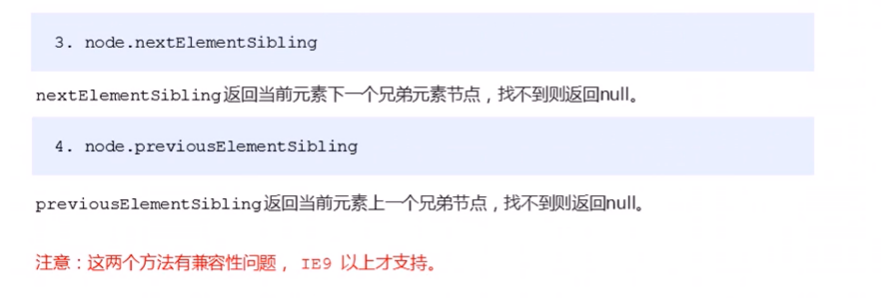 3. node.nextElementSibling
nextElementSibling返回当前元素下一个兄弟元素节点，找不到则返回null。
4. node.previousElementSibling
previousElementSibling返回当前元素上一个兄弟节点，找不到则返回null。
注意：这两个方法有兼容性问题， IE9 以上才支持。